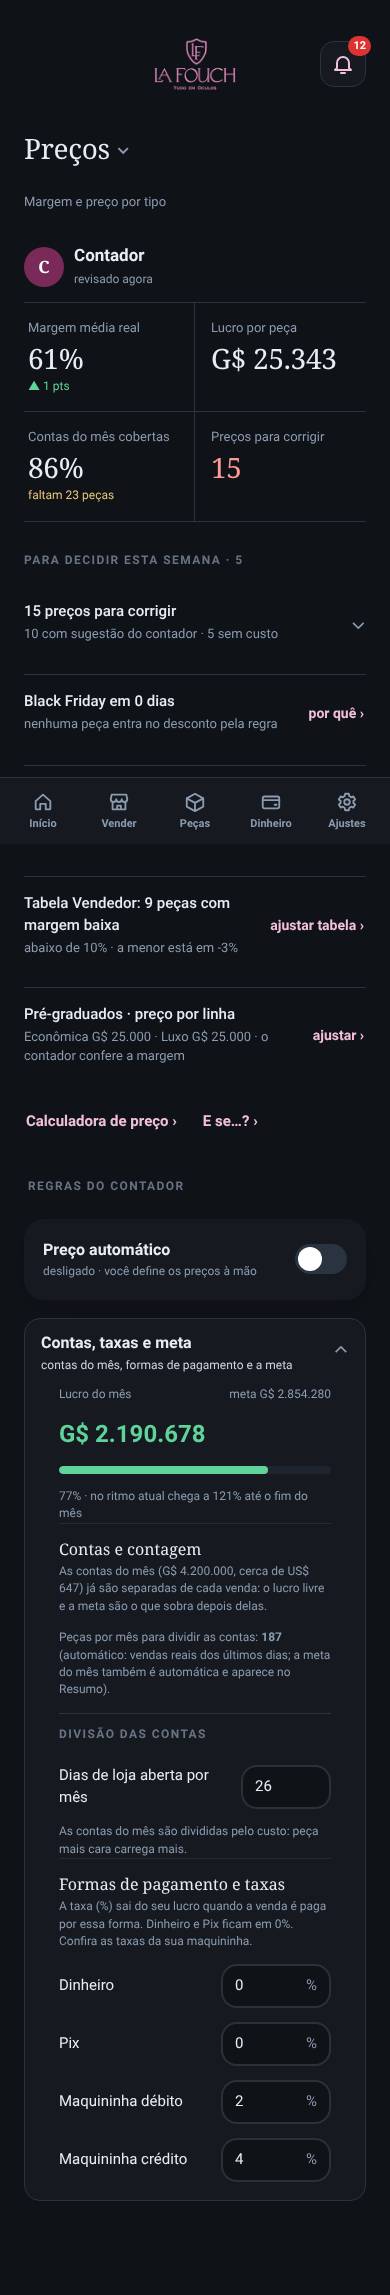 LA FOUCH
TUDO EM ÓCULOS
12
Preços
Margem e preço por tipo
C
Contador
revisado agora
Margem média real
61%
▲ 1 pts
Lucro por peça
G$ 25.343
Contas do mês cobertas
86%
faltam 23 peças
Preços para corrigir
15
PARA DECIDIR ESTA SEMANA · 5
15 preços para corrigir
10 com sugestão do contador · 5 sem custo
Black Friday em 0 dias
nenhuma peça entra no desconto pela regra
por quê ›
Início
Vender
Peças
Dinheiro
Ajustes
Tabela Vendedor: 9 peças com
margem baixa
abaixo de 10% · a menor está em -3%
ajustar tabela ›
Pré-graduados · preço por linha
Econômica G$ 25.000 · Luxo G$ 25.000 · o
contador confere a margem
ajustar ›
Calculadora de preço ›
E se...? ›
REGRAS DO CONTADOR
Preço automático
desligado · você define os preços à mão
Contas, taxas e meta
contas do mês, formas de pagamento e a meta
Lucro do mês
meta G$ 2.854.280
G$ 2.190.678
77% · no ritmo atual chega a 121% até o fim do
mês
Contas e contagem
As contas do mês (G$ 4.200.000, cerca de US$
647) já são separadas de cada venda: o lucro livre
e a meta são o que sobra depois delas.
Peças por mês para dividir as contas: 187
(automático: vendas reais dos últimos dias; a meta
do mês também é automática e aparece no
Resumo).
DIVISÃO DAS CONTAS
Dias de loja aberta por
mês
26
As contas do mês são divididas pelo custo: peça
mais cara carrega mais.
Formas de pagamento e taxas
A taxa (%) sai do seu lucro quando a venda é paga
por essa forma. Dinheiro e Pix ficam em 0%.
Confira as taxas da sua maquininha.
Dinheiro
0 %
Pix
0 %
Maquininha débito
2 %
Maquininha crédito
4 %